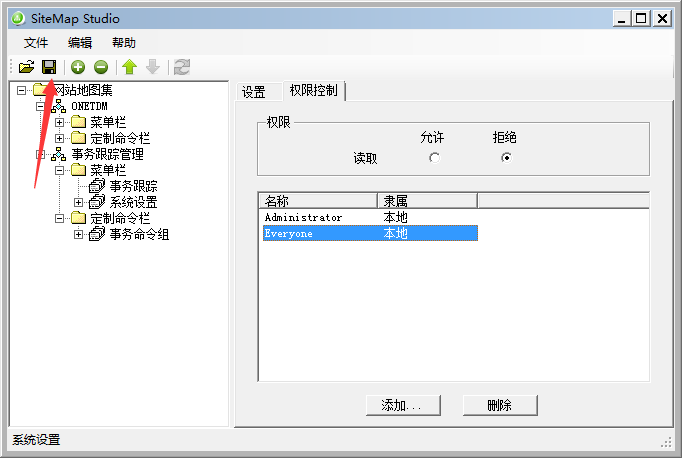 SiteMap Studio
文件 编辑 帮助
网站地图集
ONETDM
菜单栏
定制命令栏
事务跟踪管理
菜单栏
事务跟踪
系统设置
定制命令栏
事务命令组
设置 权限控制
权限
允许 拒绝
读取
名称 隶属
Administrator 本地
Everyone 本地
添加... 删除
系统设置